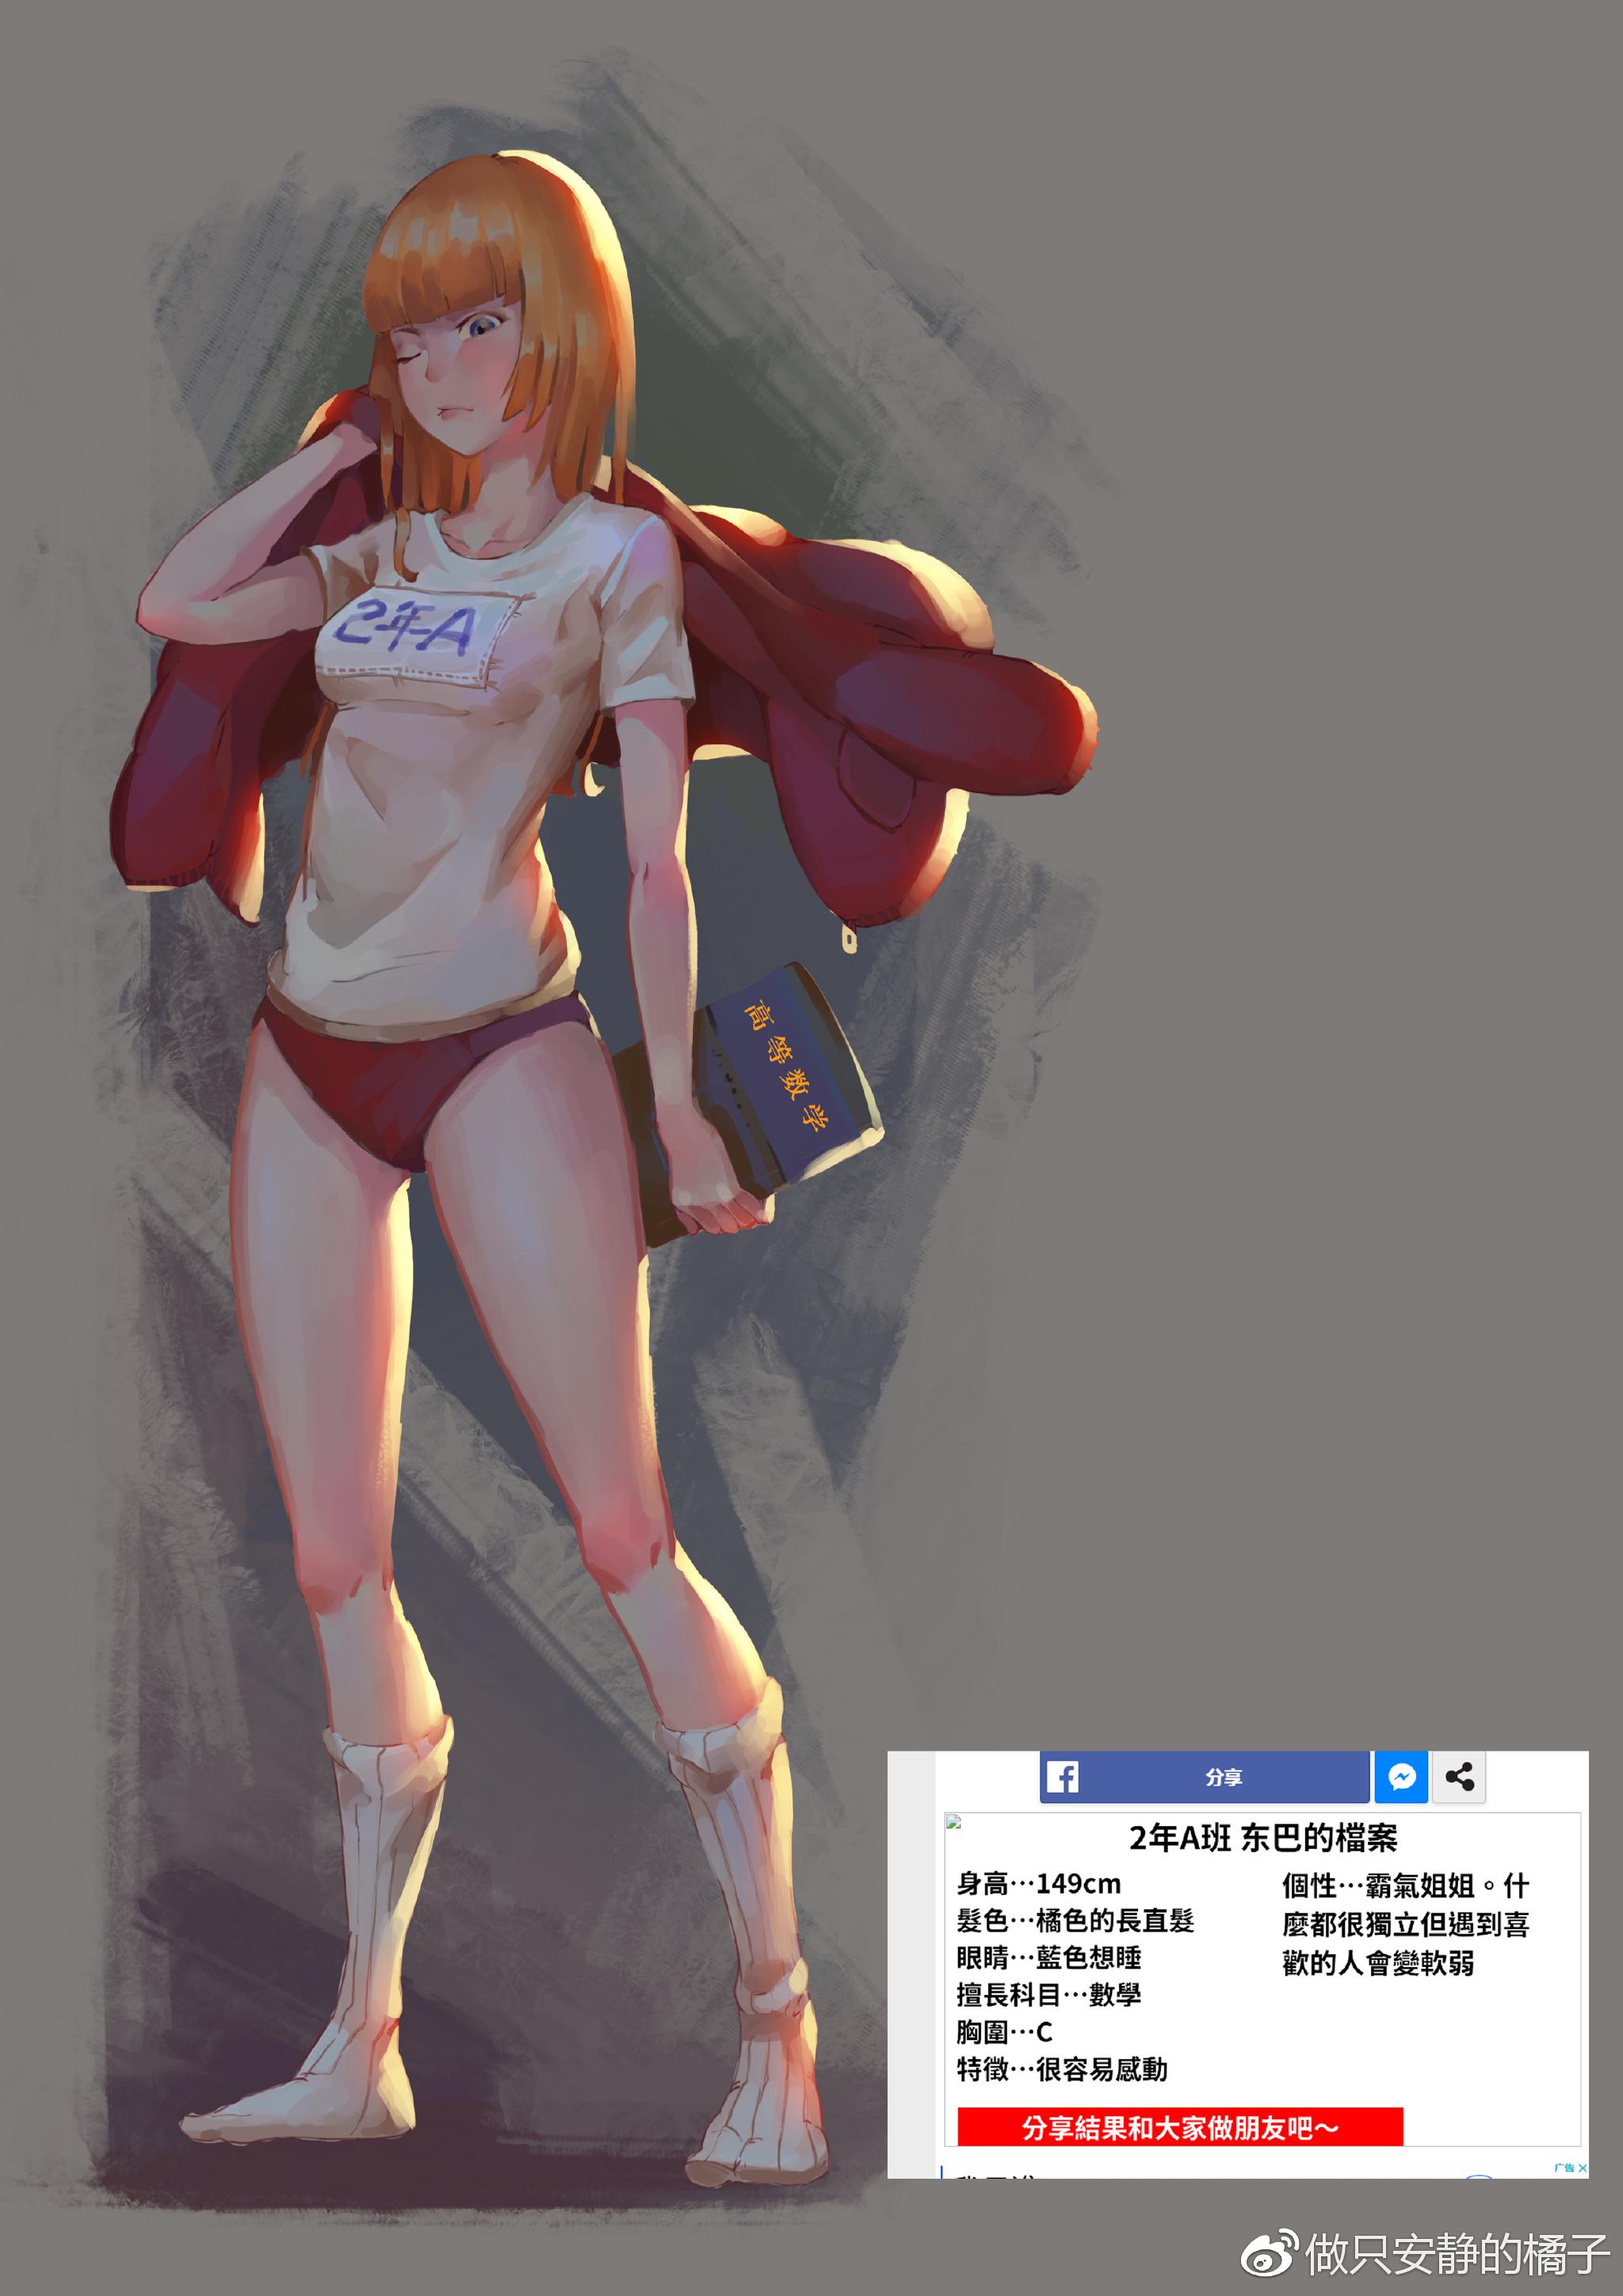 2年A
高等数学
分享
2年A班 东巴的檔案
身高…149cm
髮色…橘色的長直髮
眼睛…藍色想睡
擅長科目…數學
胸圍…C
特徵…很容易感動
個性…霸氣姐姐。什
麼都很獨立但遇到喜
歡的人會變軟弱
分享結果和大家做朋友吧～
广告
做只安静的橘子